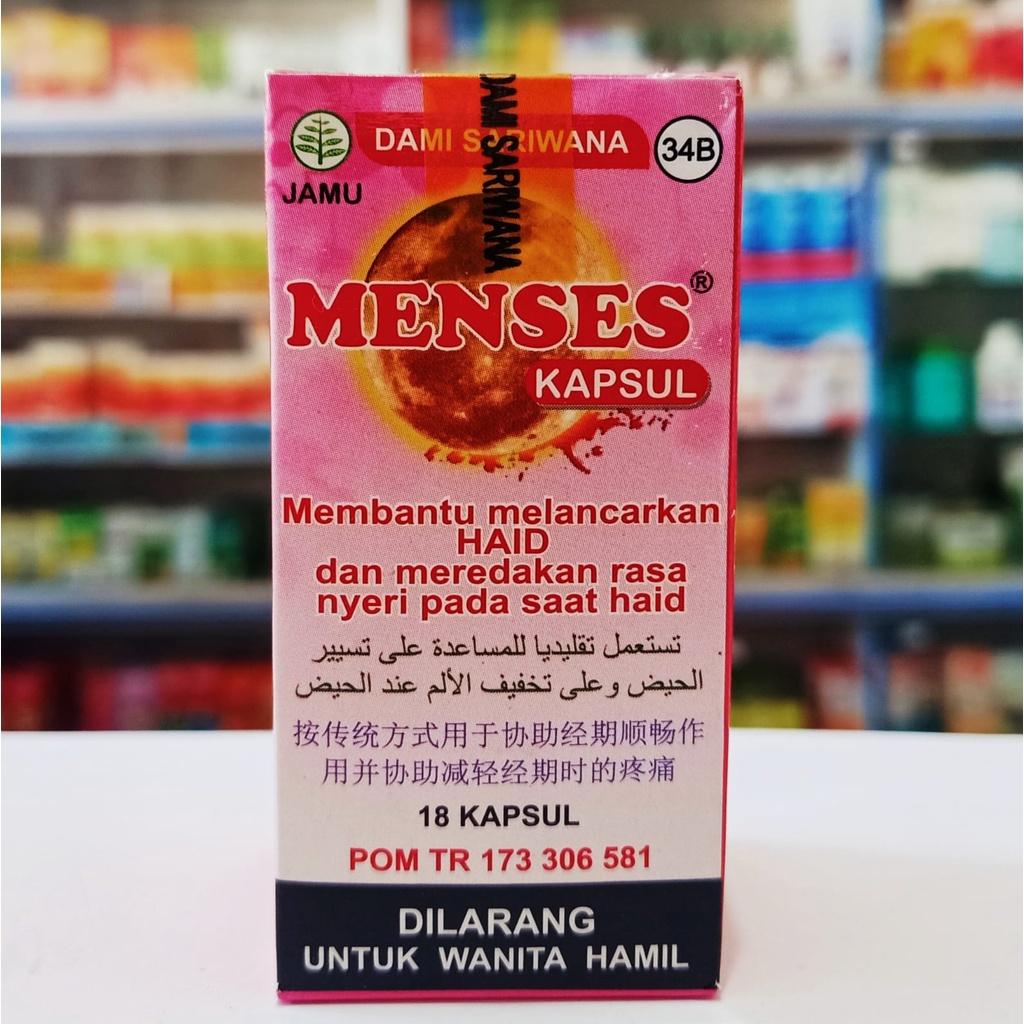 DAMI SARIWANA
DAMI SARIWANA
34B
JAMU
MENSES®
KAPSUL
Membantu melancarkan
HAID
dan meredakan rasa
nyeri pada saat haid
تستعمل تقليديا للمساعدة على تسيير
الحيض وعلى تخفيف الألم عند الحيض
按传统方式用于协助经期顺畅作
用并协助减轻经期时的疼痛
18 KAPSUL
POM TR 173 306 581
DILARANG
UNTUK WANITA HAMIL